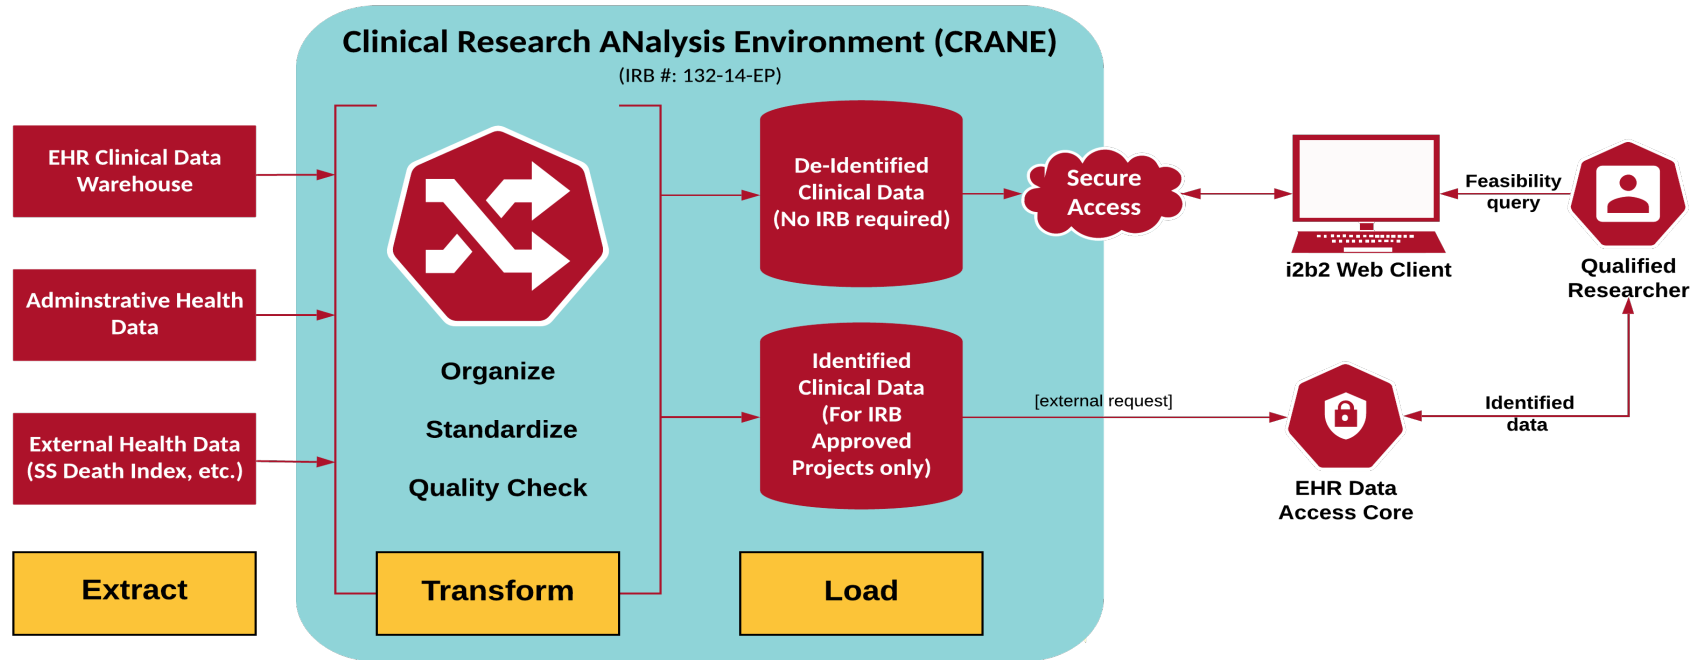 Clinical Research ANalysis Environment (CRANE)
(IRB #: 132-14-EP)
EHR Clinical Data
Warehouse
Adminstrative Health
Data
External Health Data
(SS Death Index, etc.)
Extract
Organize
Standardize
Quality Check
Transform
De-Identified
Clinical Data
(No IRB required)
Identified
Clinical Data
(For IRB
Approved
Projects only)
Load
Secure
Access
i2b2 Web Client
Feasibility
query
Qualified
Researcher
[external request]
EHR Data
Access Core
Identified
data